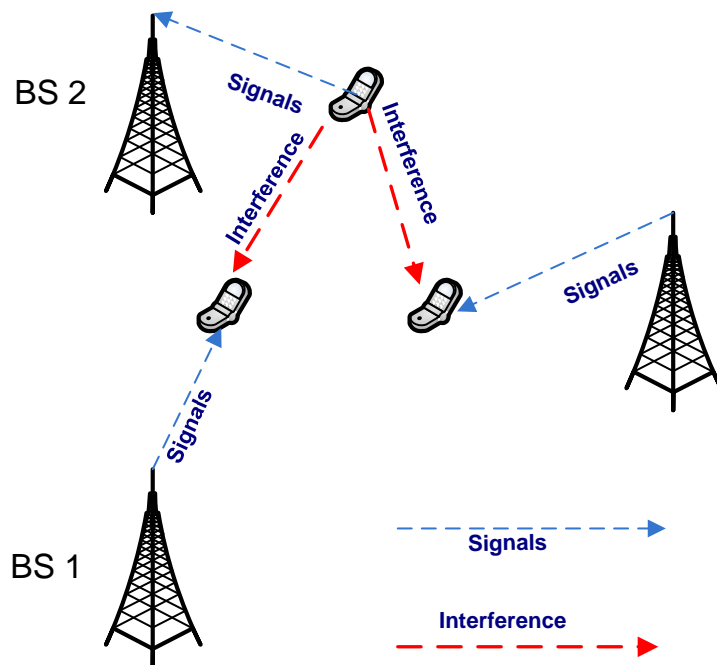 BS 2
Signals
Interference
Interference
Signals
Signals
BS 1
Signals
Interference